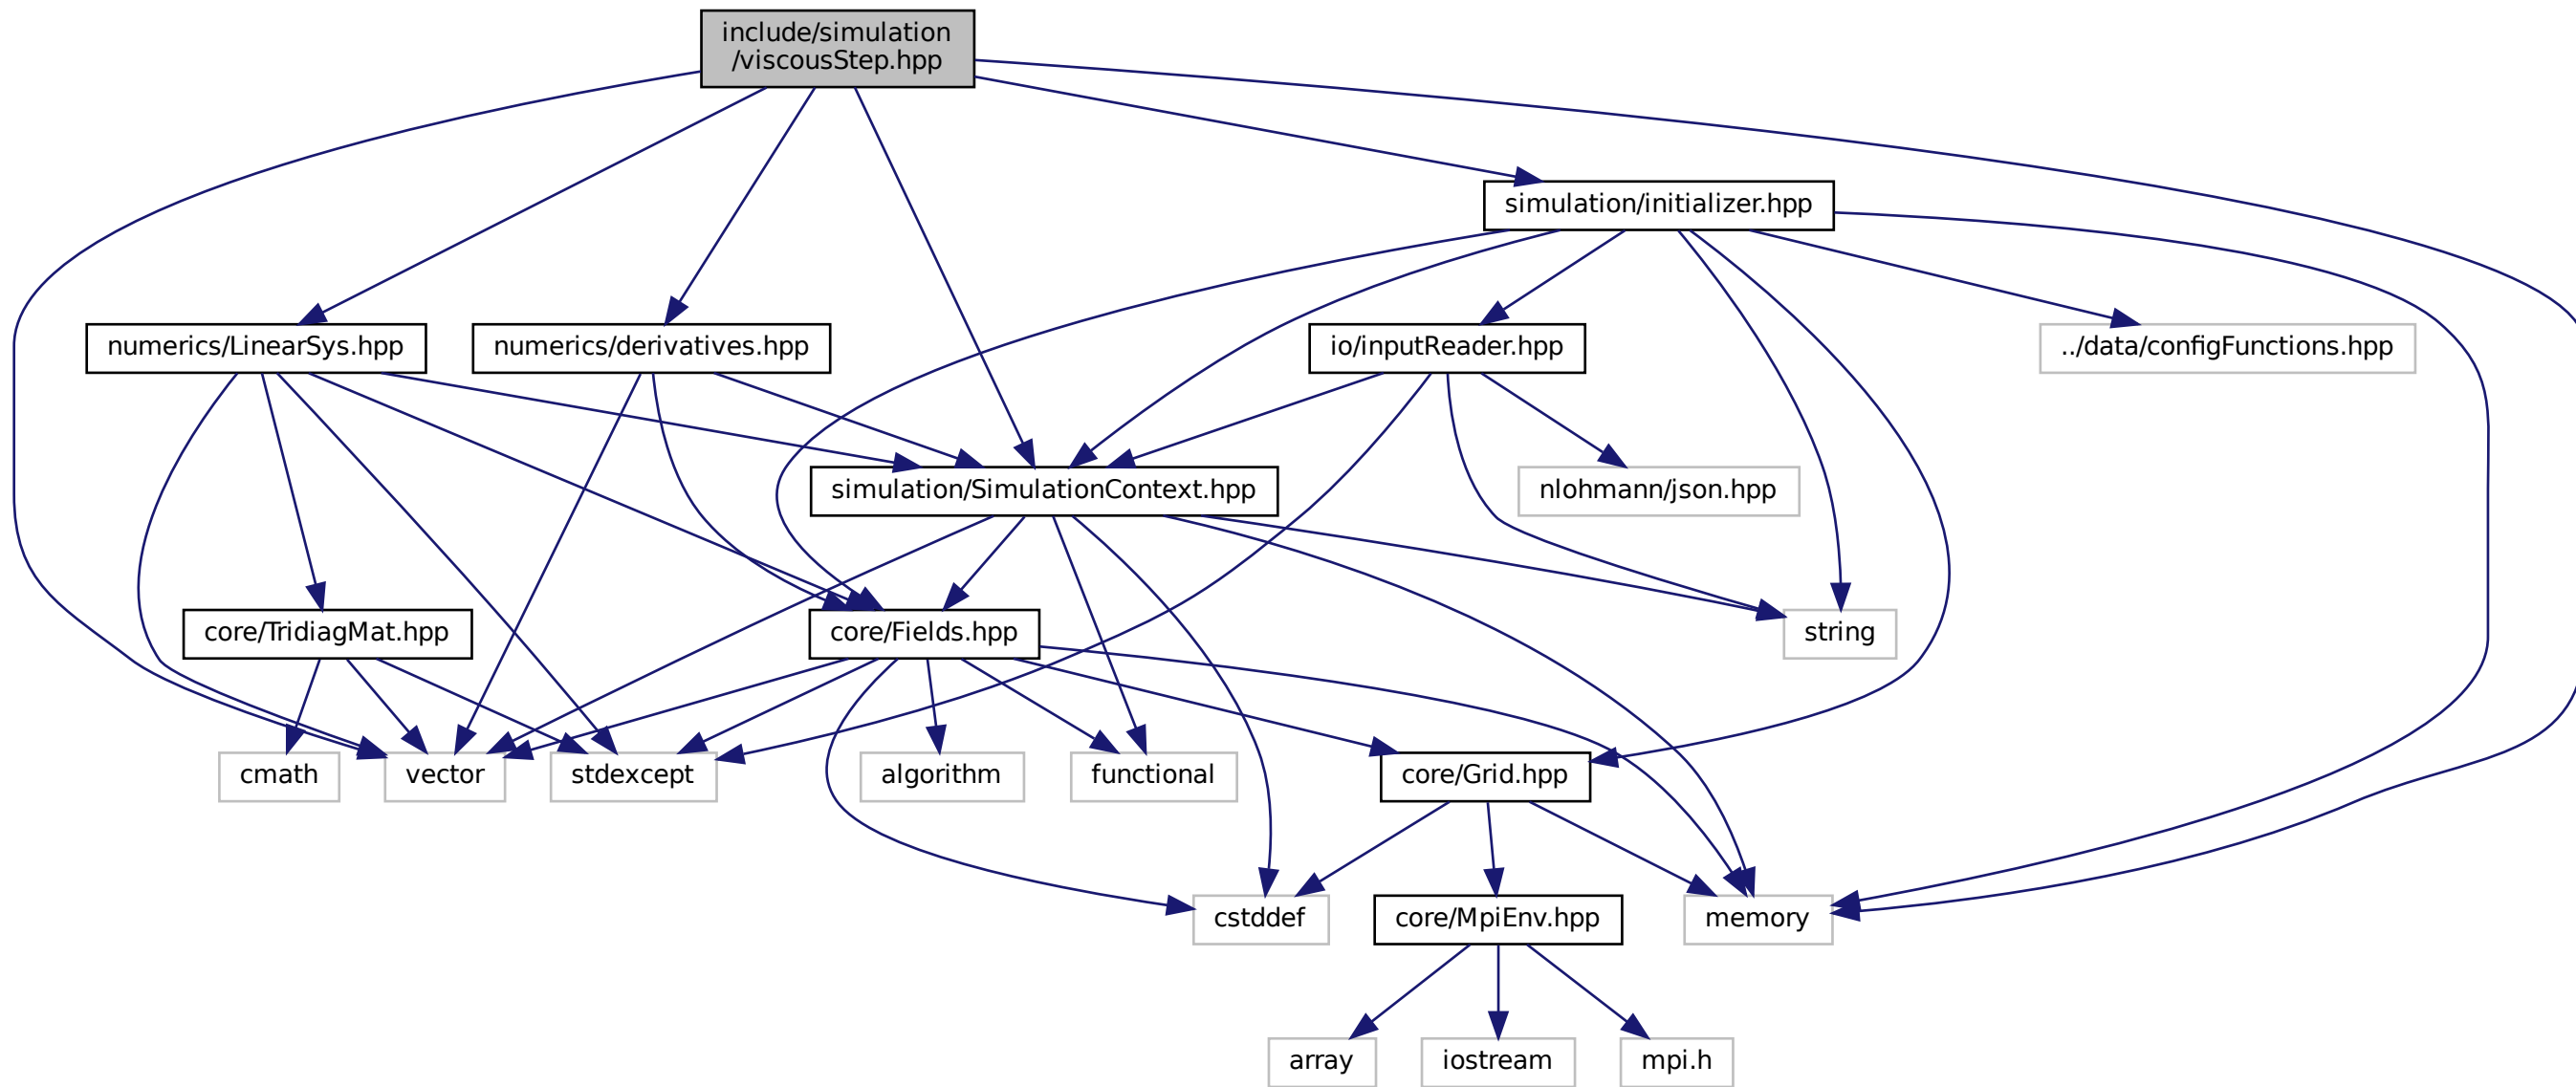 include/simulation
/viscousStep.hpp
simulation/initializer.hpp
numerics/LinearSys.hpp
numerics/derivatives.hpp
io/inputReader.hpp
../data/configFunctions.hpp
simulation/SimulationContext.hpp
nlohmann/json.hpp
core/TridiagMat.hpp
core/Fields.hpp
string
cmath
vector
stdexcept
algorithm
functional
core/Grid.hpp
cstddef
core/MpiEnv.hpp
memory
array
iostream
mpi.h